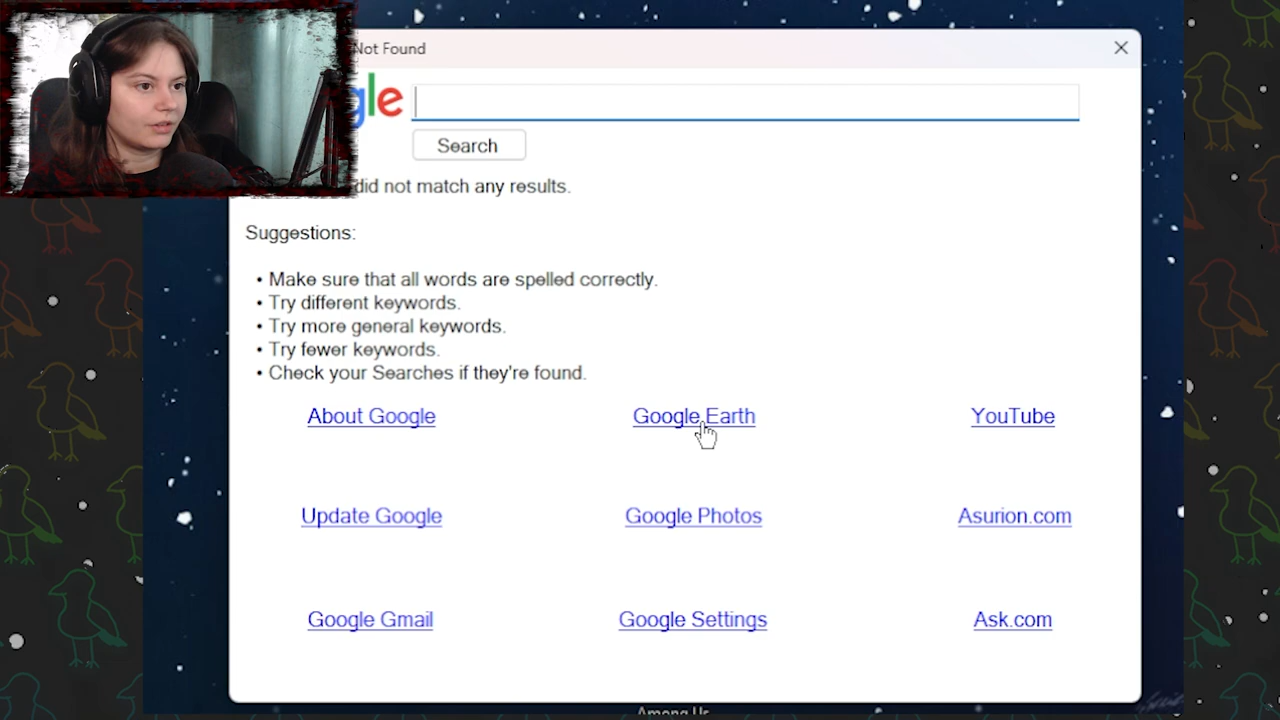 Not Found
gle
Search
did not match any results.
Suggestions:
• Make sure that all words are spelled correctly.
• Try different keywords.
• Try more general keywords.
• Try fewer keywords.
• Check your Searches if they're found.
About Google Google Earth YouTube
Update Google Google Photos Asurion.com
Google Gmail Google Settings Ask.com
Among Us